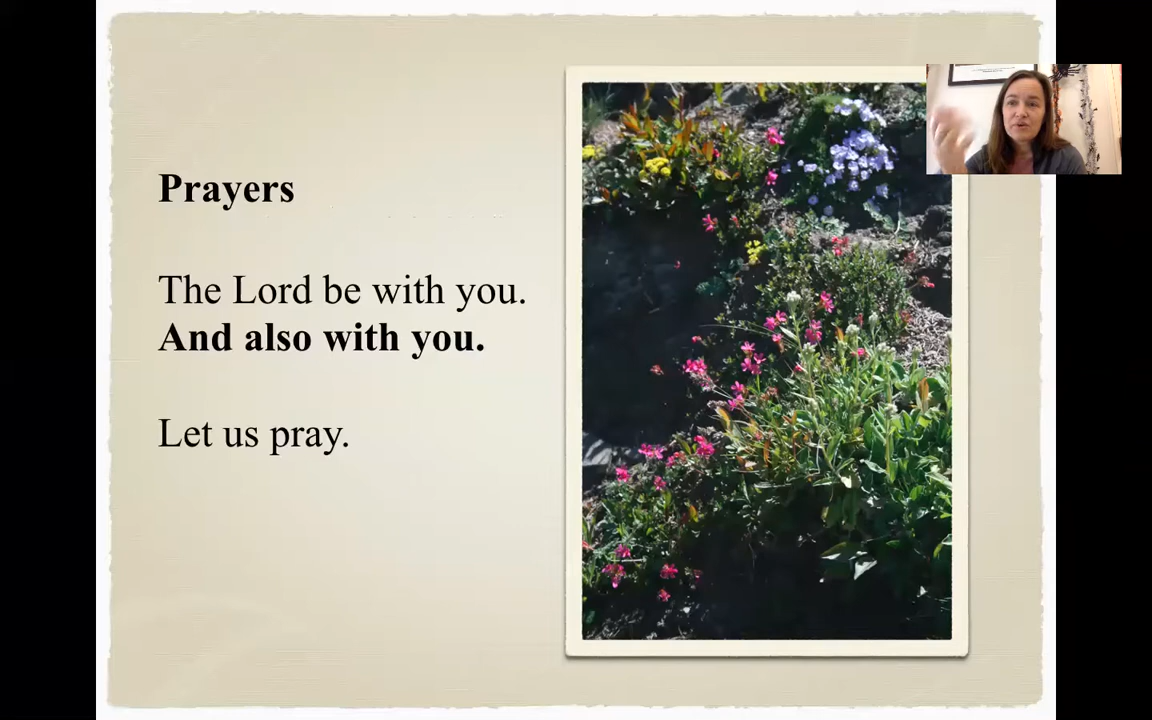 Prayers
The Lord be with you.
And also with you.
Let us pray.